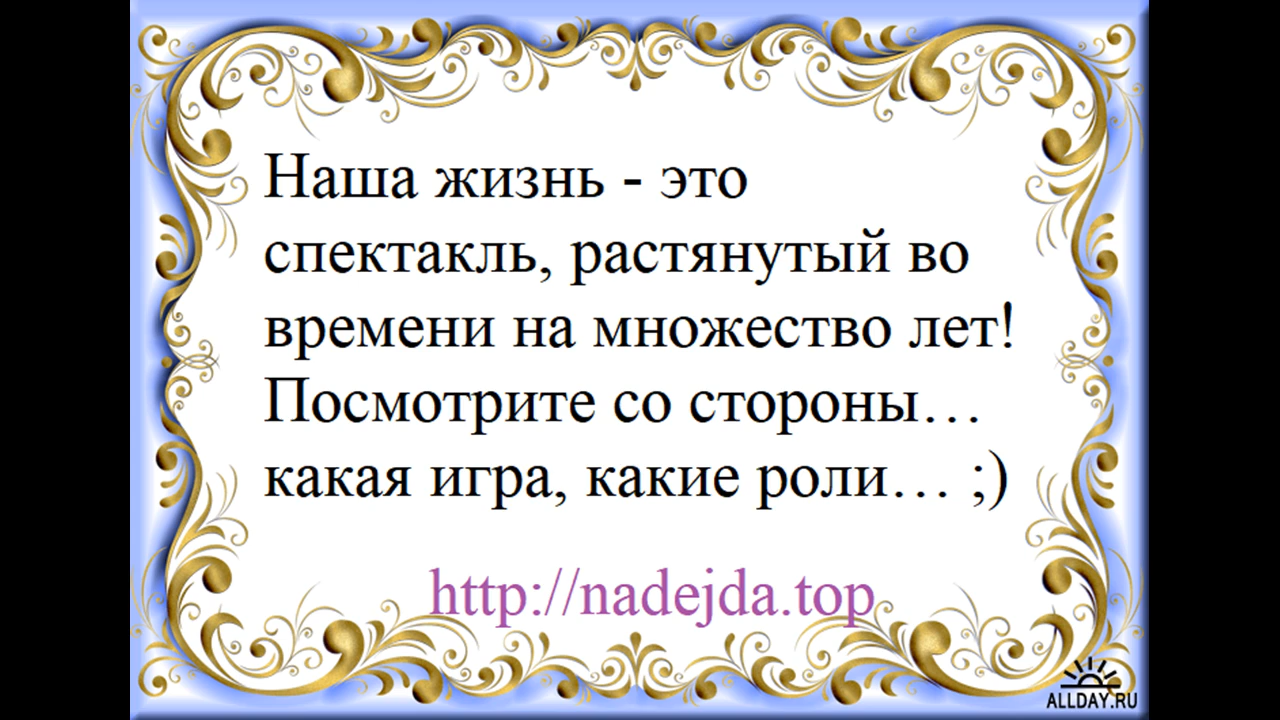 Наша жизнь - это
спектакль, растянутый во
времени на множество лет!
Посмотрите со стороны…
какая игра, какие роли… ;)
http://nadejda.top
ALLDAY.RU